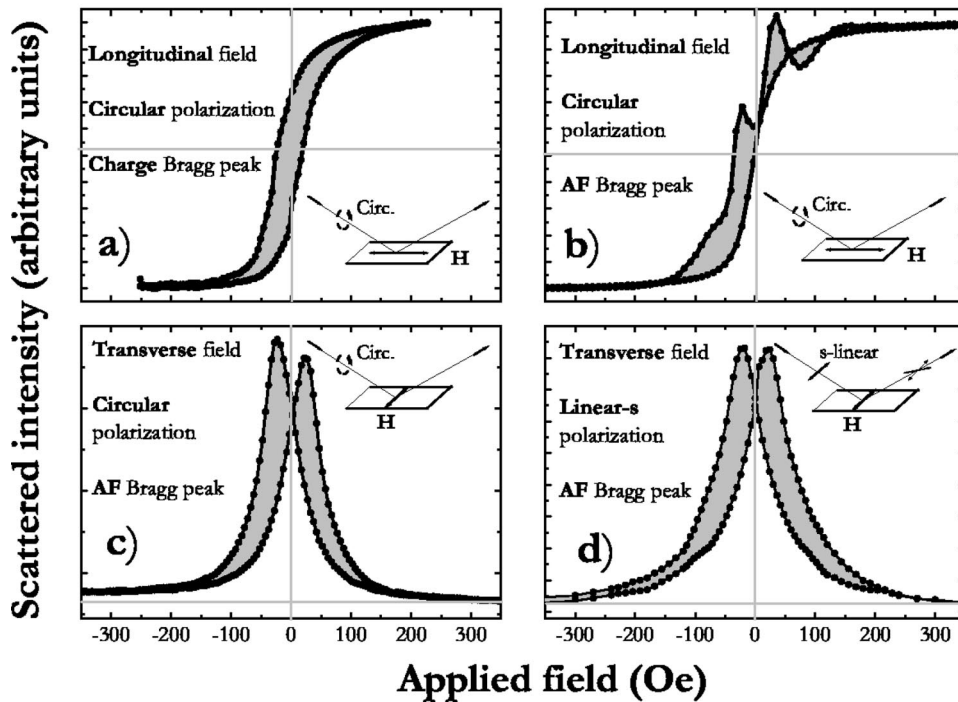 Scattered intensity (arbitrary units)
Longitudinal field
Circular polarization
Charge Bragg peak
a)
Circ.
H
Longitudinal field
Circular
polarization
AF Bragg peak
b)
Circ.
H
Transverse field
Circular
polarization
AF Bragg peak
c)
Circ.
H
Transverse field
Linear-s
polarization
AF Bragg peak
d)
s-linear
H
-300 -200 -100 0 100 200
-300 -200 -100 0 100 200 300
Applied field (Oe)